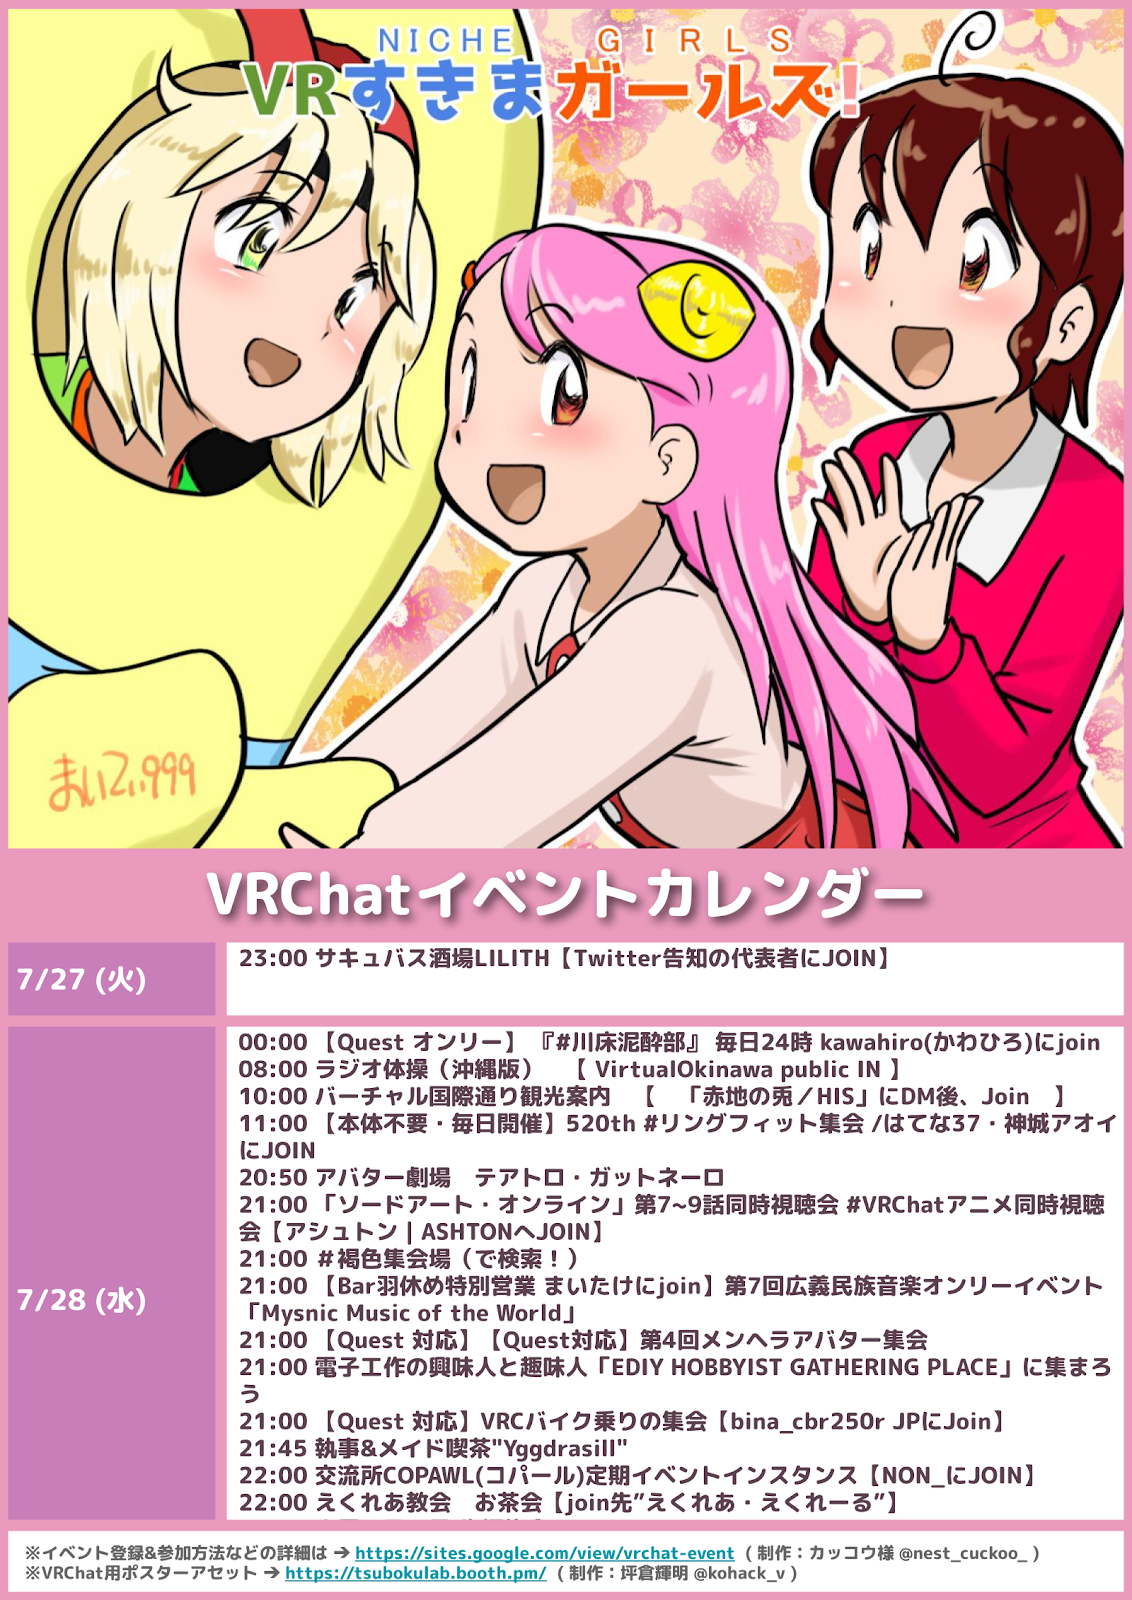 NICHE GIRLS
VRすきまガールズ!
まいてぃ999
VRChatイベントカレンダー
7/27 (火)
23:00 サキュバス酒場LILITH【Twitter告知の代表者にJOIN】
7/28 (水)
00:00 【Quest オンリー】 『#川床泥酔部』 毎日24時 kawahiro(かわひろ)にjoin
08:00 ラジオ体操（沖縄版） 【 VirtualOkinawa public IN 】
10:00 バーチャル国際通り観光案内 【 「赤地の兎／HIS」にDM後、Join 】
11:00 【本体不要・毎日開催】520th #リングフィット集会 /はてな37・神城アオイ
にJOIN
20:50 アバター劇場 テアトロ・ガットネーロ
21:00 「ソードアート・オンライン」第7~9話同時視聴会 #VRChatアニメ同時視聴
会【アシュトン | ASHTONへJOIN】
21:00 ＃褐色集会場（で検索！）
21:00 【Bar羽休め特別営業 まいたけにjoin】第7回広義民族音楽オンリーイベント
「Mysnic Music of the World」
21:00 【Quest 対応】【Quest対応】第4回メンヘラアバター集会
21:00 電子工作の興味人と趣味人「EDIY HOBBYIST GATHERING PLACE」に集まろ
う
21:00 【Quest 対応】VRCバイク乗りの集会【bina_cbr250r JPにJoin】
21:45 執事&メイド喫茶"Yggdrasill"
22:00 交流所COPAWL(コパール)定期イベントインスタンス【NON_にJOIN】
22:00 えくれあ教会 お茶会【join先”えくれあ・えくれーる”】
※イベント登録&参加方法などの詳細は ➔ https://sites.google.com/view/vrchat-event （ 制作：カッコウ様 @nest_cuckoo_ ）
※VRChat用ポスターアセット ➔ https://tsubokulab.booth.pm/ （ 制作：坪倉輝明 @kohack_v ）